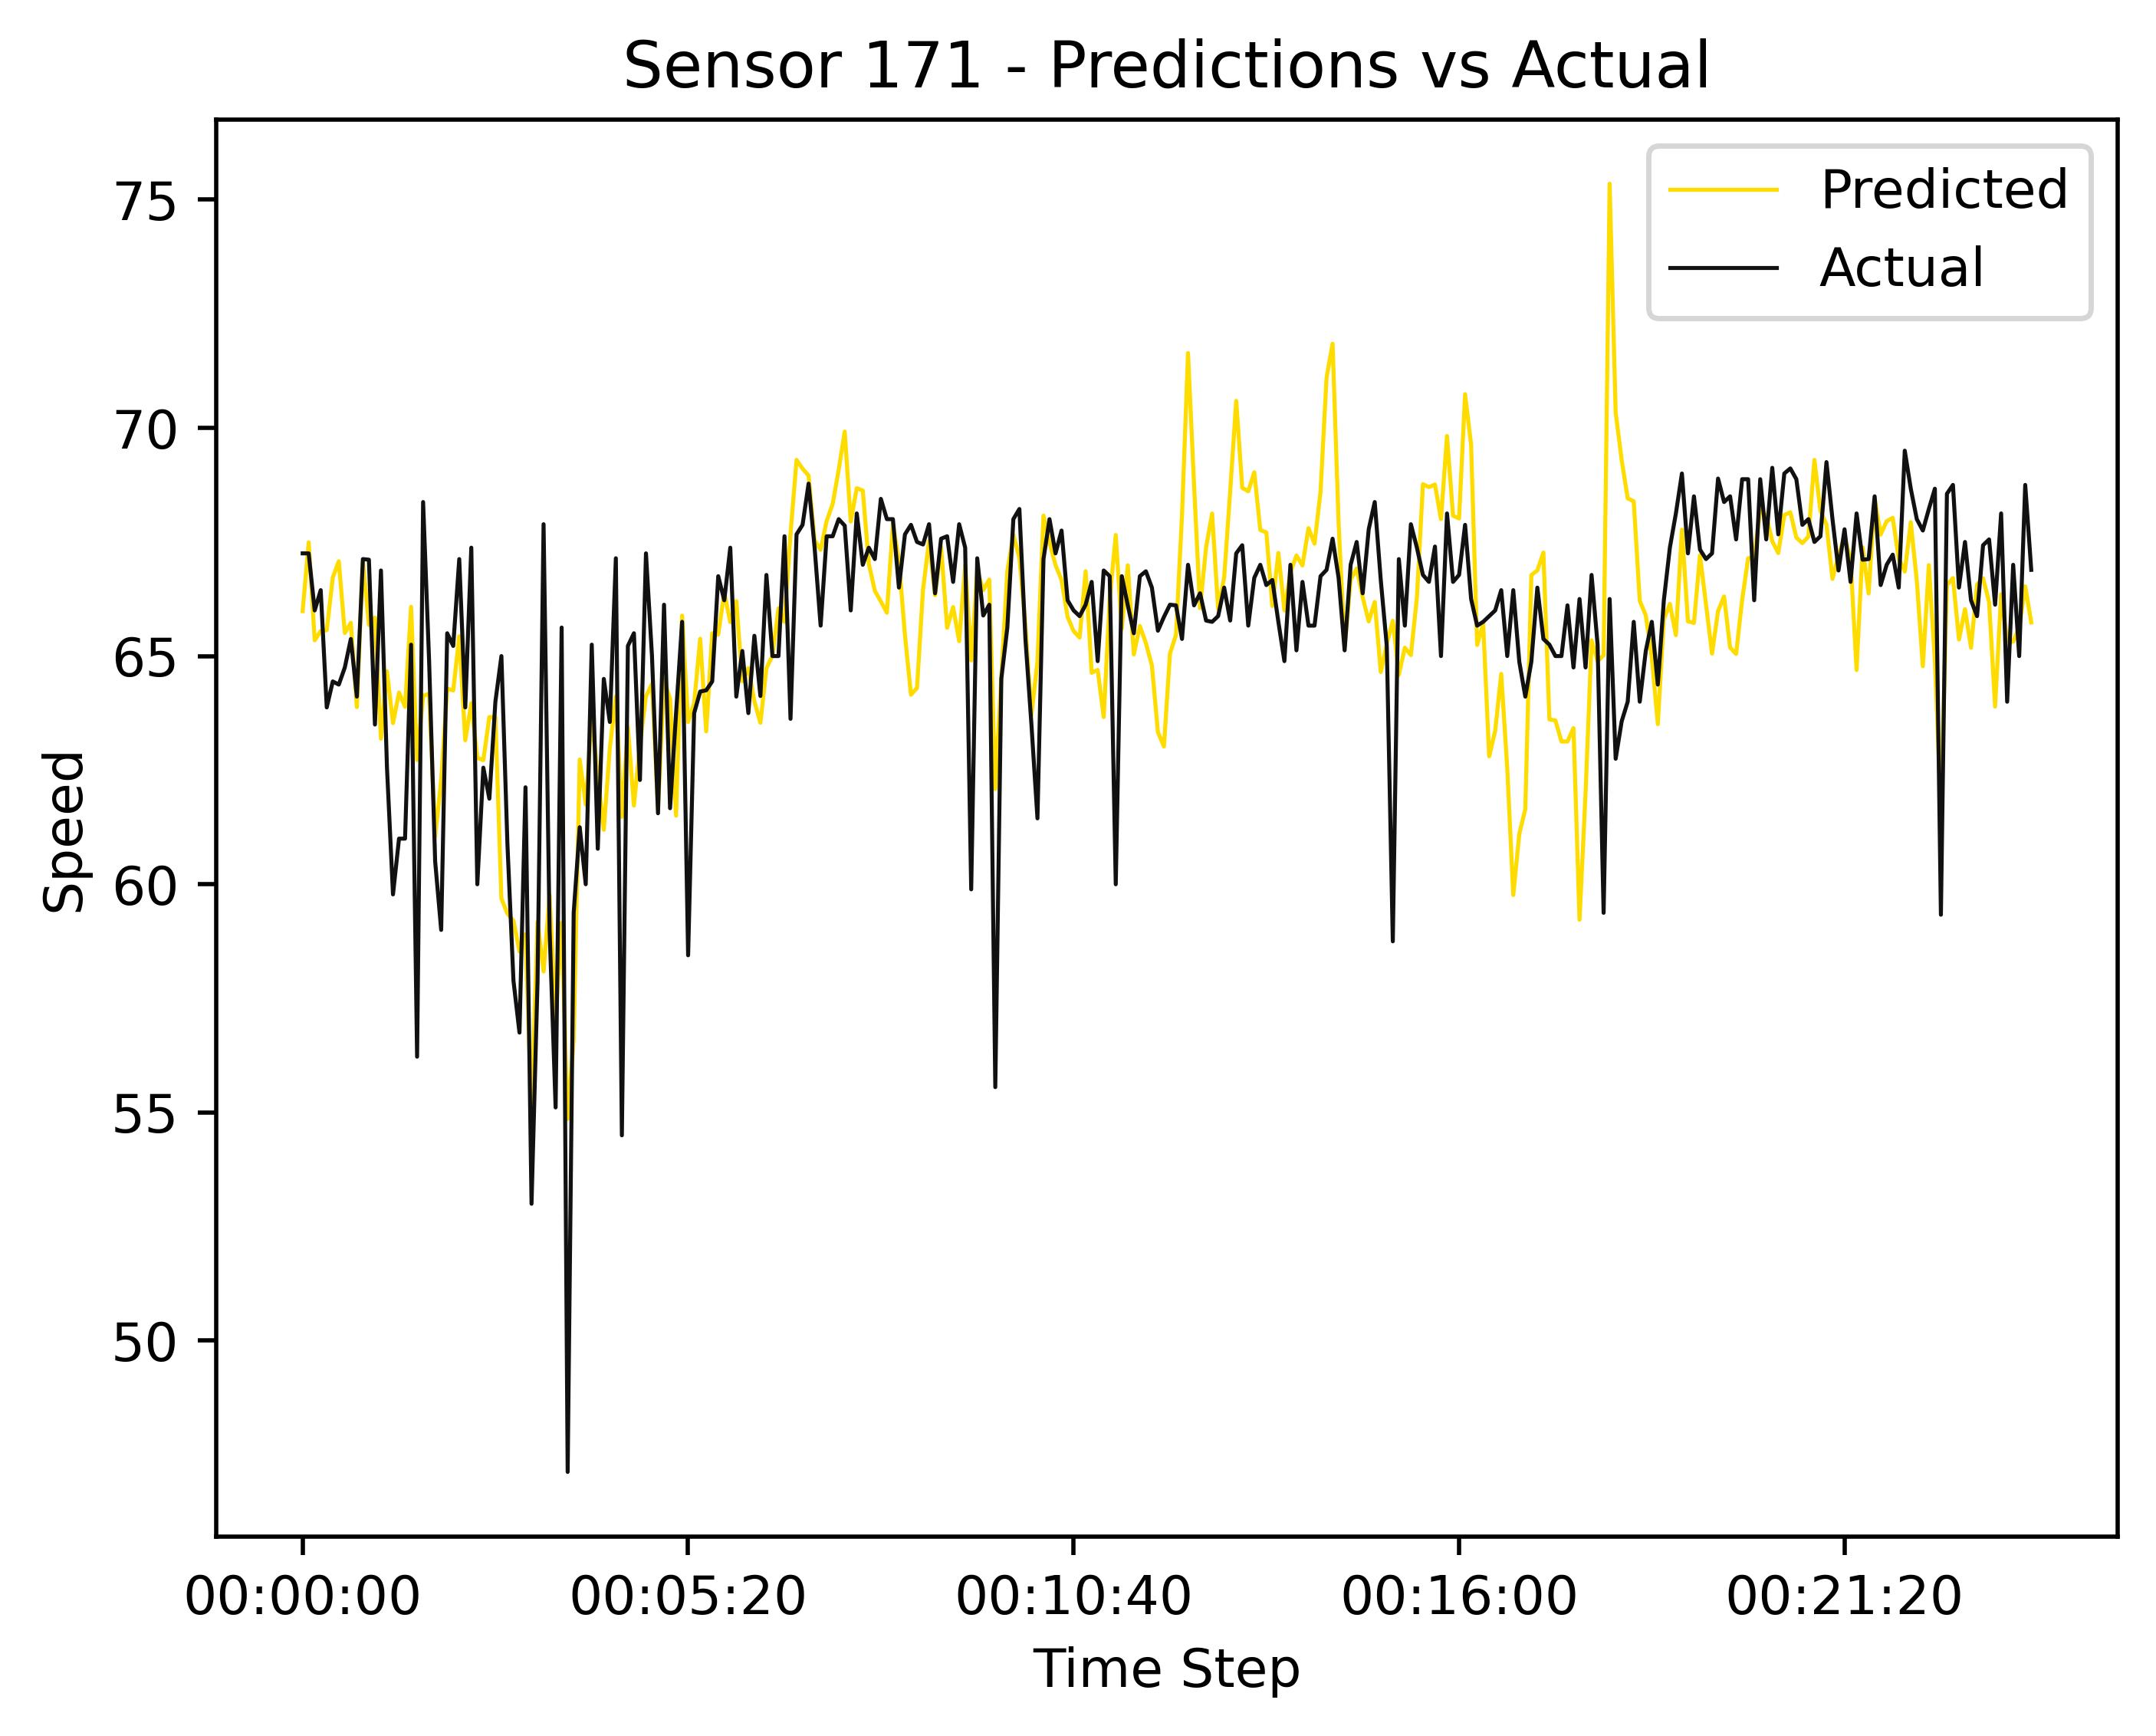 Sensor 171 - Predictions vs Actual
Predicted
Actual
75
70
65
60
55
50
Speed
00:00:00
00:05:20
00:10:40
00:16:00
00:21:20
Time Step